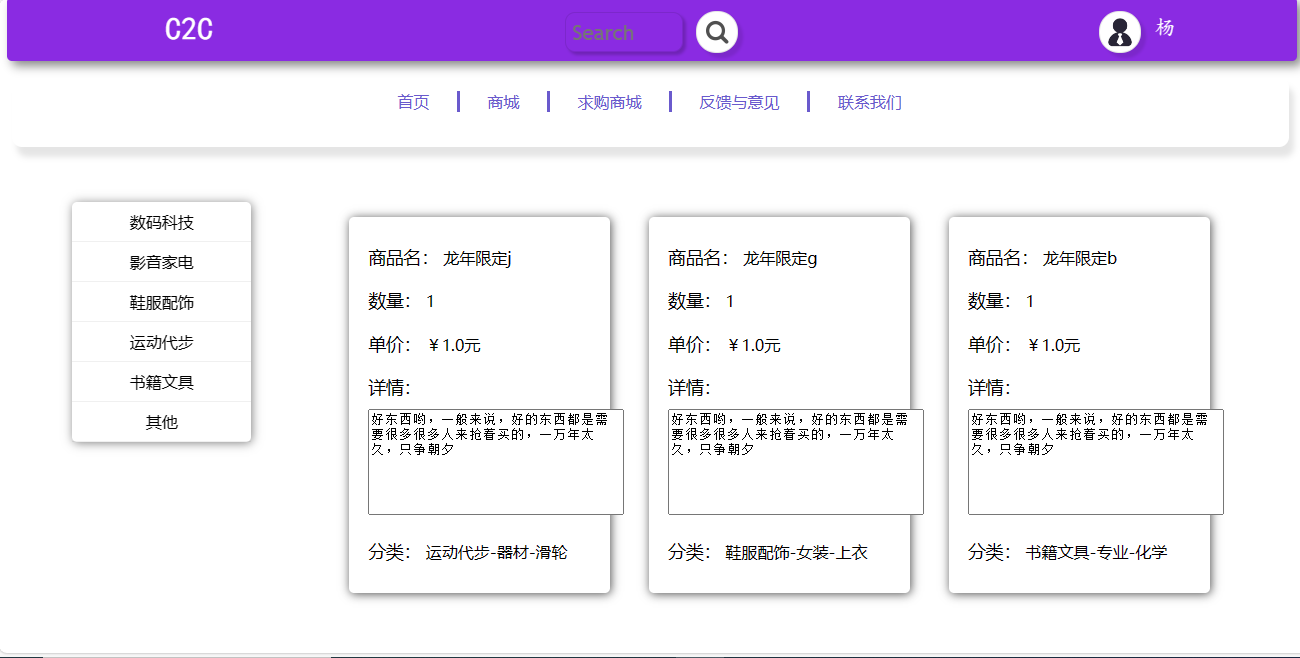 C2C
Search
杨
首页
商城
求购商城
反馈与意见
联系我们
数码科技
影音家电
鞋服配饰
运动代步
书籍文具
其他
商品名： 龙年限定j
数量： 1
单价： ￥1.0元
详情：
好东西哟，一般来说，好的东西都是需
要很多很多人来抢着买的，一万年太
久，只争朝夕
分类： 运动代步-器材-滑轮
商品名： 龙年限定g
数量： 1
单价： ￥1.0元
详情：
好东西哟，一般来说，好的东西都是需
要很多很多人来抢着买的，一万年太
久，只争朝夕
分类： 鞋服配饰-女装-上衣
商品名： 龙年限定b
数量： 1
单价： ￥1.0元
详情：
好东西哟，一般来说，好的东西都是需
要很多很多人来抢着买的，一万年太
久，只争朝夕
分类： 书籍文具-专业-化学